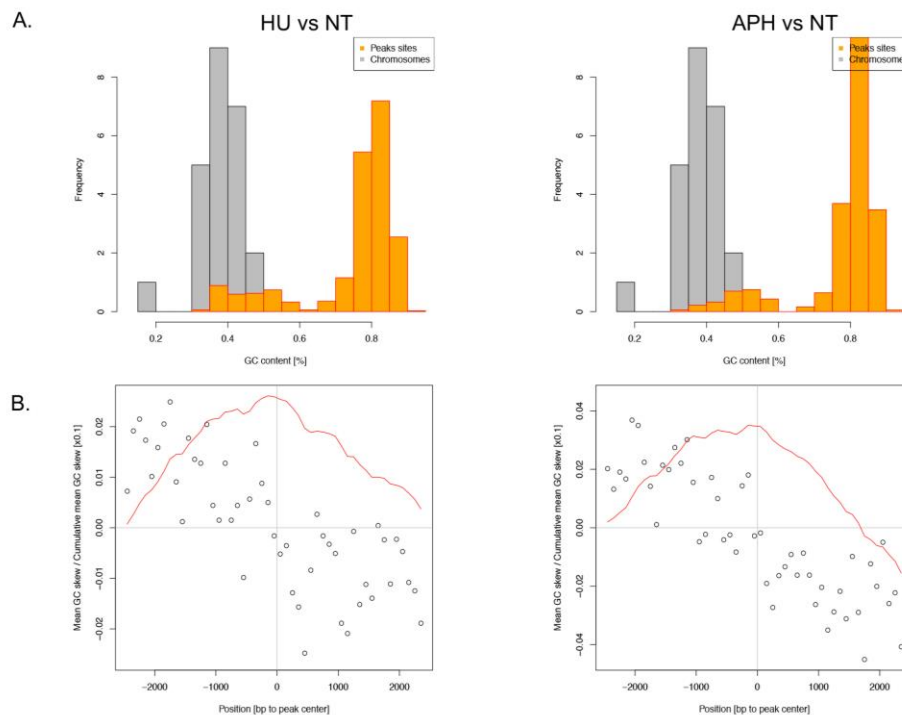 A.
HU vs NT
APH vs NT
Peaks sites
Chromosomes
Peaks sites
Chromosomes
Frequency
0 2 4 6 8
0.2 0.4 0.6 0.8
GC content [%]
Frequency
0 2 4 6 8
0.2 0.4 0.6 0.8
GC content [%]
B.
Mean GC skew / Cumulative mean GC skew [x0.1]
−0.02 −0.01 0.00 0.01 0.02
−2000 −1000 0 1000 2000
Position [bp to peak center]
Mean GC skew / Cumulative mean GC skew [x0.1]
−0.04 −0.02 0.00 0.02 0.04
−2000 −1000 0 1000 2000
Position [bp to peak center]